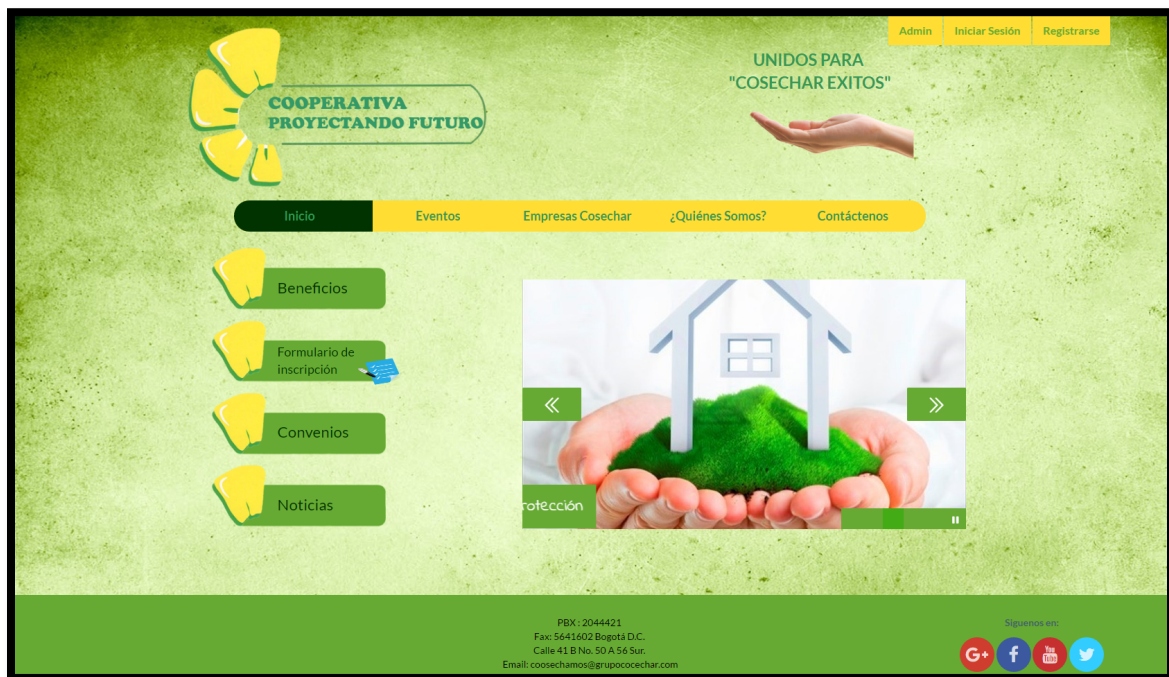 Admin
Iniciar Sesión
Registrarse
UNIDOS PARA
"COSECHAR EXITOS"
COOPERATIVA
PROYECTANDO FUTURO
Inicio
Eventos
Empresas Cosechar
¿Quiénes Somos?
Contáctenos
Beneficios
Formulario de
inscripción
Convenios
Noticias
rotección
PBX : 2044421
Fax: 5641602 Bogotá D.C.
Calle 41 B No. 50 A 56 Sur.
Email: coosechamos@grupococechar.com
Siguenos en:
G+
f
You
Tube